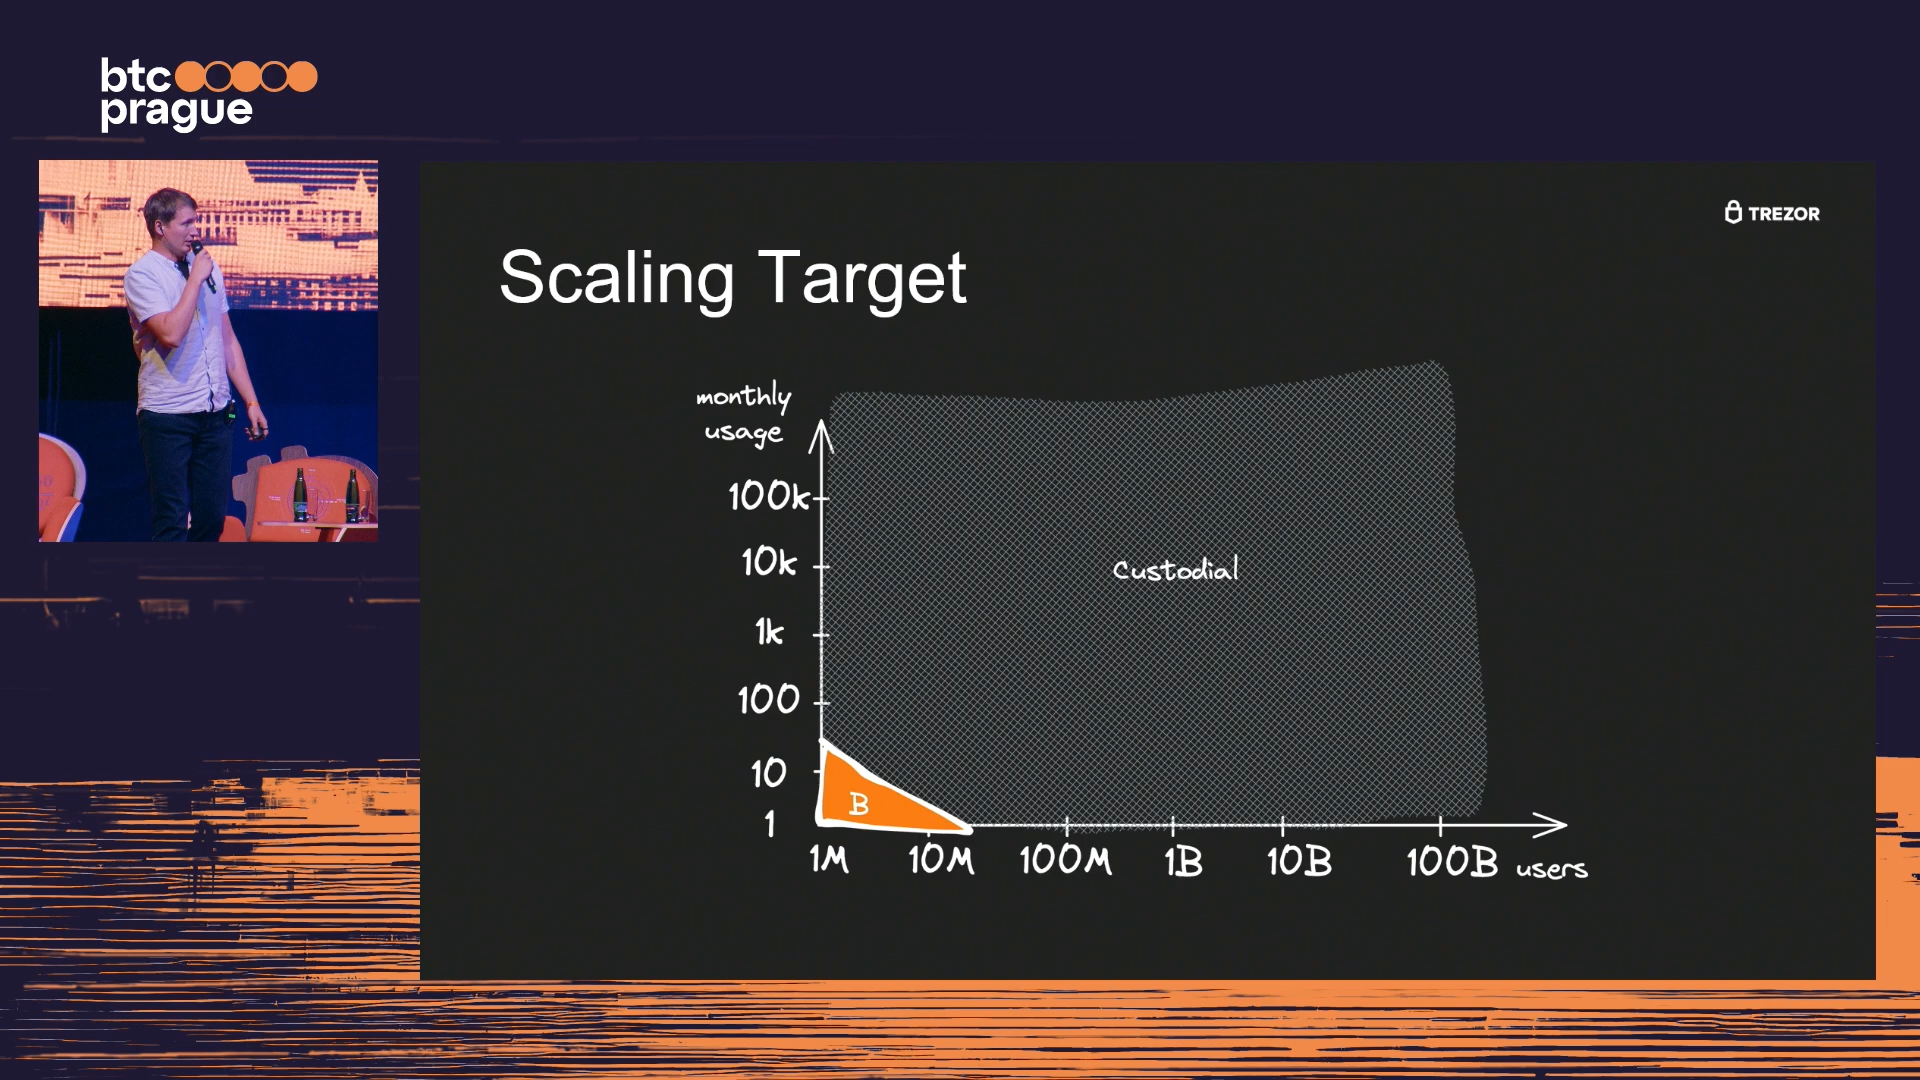 btc
prague
TREZOR
Scaling Target
monthly
usage
100k
10k
1k
100
10
1
Custodial
B
1M
10M
100M
1B
10B
100B
users